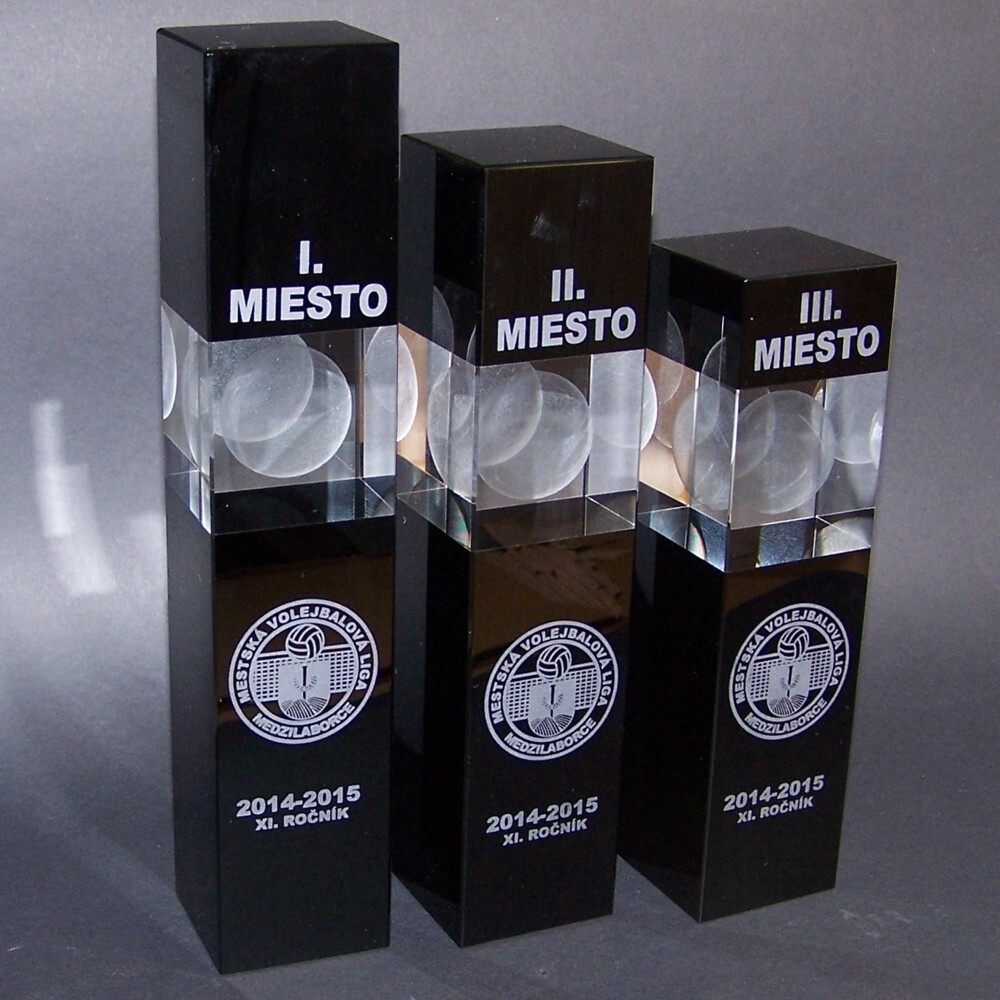 I.
MIESTO
MESTSKÁ VOLEJBALOVÁ LIGA
MEDZILABORCE
2014-2015
XI. ROČNÍK
II.
MIESTO
MESTSKÁ VOLEJBALOVÁ LIGA
MEDZILABORCE
2014-2015
XI. ROČNÍK
III.
MIESTO
MESTSKÁ VOLEJBALOVÁ LIGA
MEDZILABORCE
2014-2015
XI. ROČNÍK